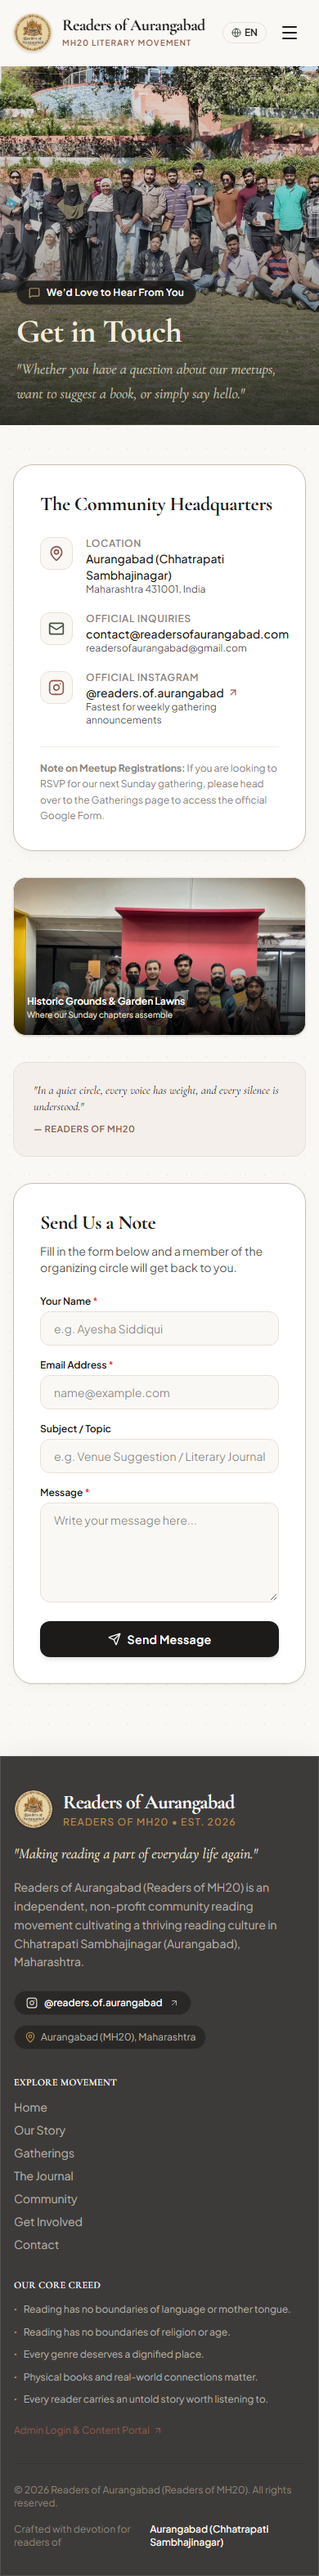 Readers of Aurangabad
MH20 LITERARY MOVEMENT
EN
We'd Love to Hear From You
Get in Touch
"Whether you have a question about our meetups,
want to suggest a book, or simply say hello."
The Community Headquarters
LOCATION
Aurangabad (Chhatrapati
Sambhajinagar)
Maharashtra 431001, India
OFFICIAL INQUIRIES
contact@readersofaurangabad.com
readersofaurangabad@gmail.com
OFFICIAL INSTAGRAM
@readers.of.aurangabad
Fastest for weekly gathering
announcements
Note on Meetup Registrations: If you are looking to
RSVP for our next Sunday gathering, please head
over to the Gatherings page to access the official
Google Form.
Historic Grounds & Garden Lawns
Where our Sunday chapters assemble
"In a quiet circle, every voice has weight, and every silence is
understood."
— READERS OF MH20
Send Us a Note
Fill in the form below and a member of the
organizing circle will get back to you.
Your Name *
e.g. Ayesha Siddiqui
Email Address *
name@example.com
Subject / Topic
e.g. Venue Suggestion / Literary Journal
Message *
Write your message here...
Send Message
Readers of Aurangabad
READERS OF MH20 • EST. 2026
"Making reading a part of everyday life again."
Readers of Aurangabad (Readers of MH20) is an
independent, non-profit community reading
movement cultivating a thriving reading culture in
Chhatrapati Sambhajinagar (Aurangabad),
Maharashtra.
@readers.of.aurangabad
Aurangabad (MH20), Maharashtra
EXPLORE MOVEMENT
Home
Our Story
Gatherings
The Journal
Community
Get Involved
Contact
OUR CORE CREED
• Reading has no boundaries of language or mother tongue.
• Reading has no boundaries of religion or age.
• Every genre deserves a dignified place.
• Physical books and real-world connections matter.
• Every reader carries an untold story worth listening to.
Admin Login & Content Portal
© 2026 Readers of Aurangabad (Readers of MH20). All rights
reserved.
Crafted with devotion for
readers of
Aurangabad (Chhatrapati
Sambhajinagar)